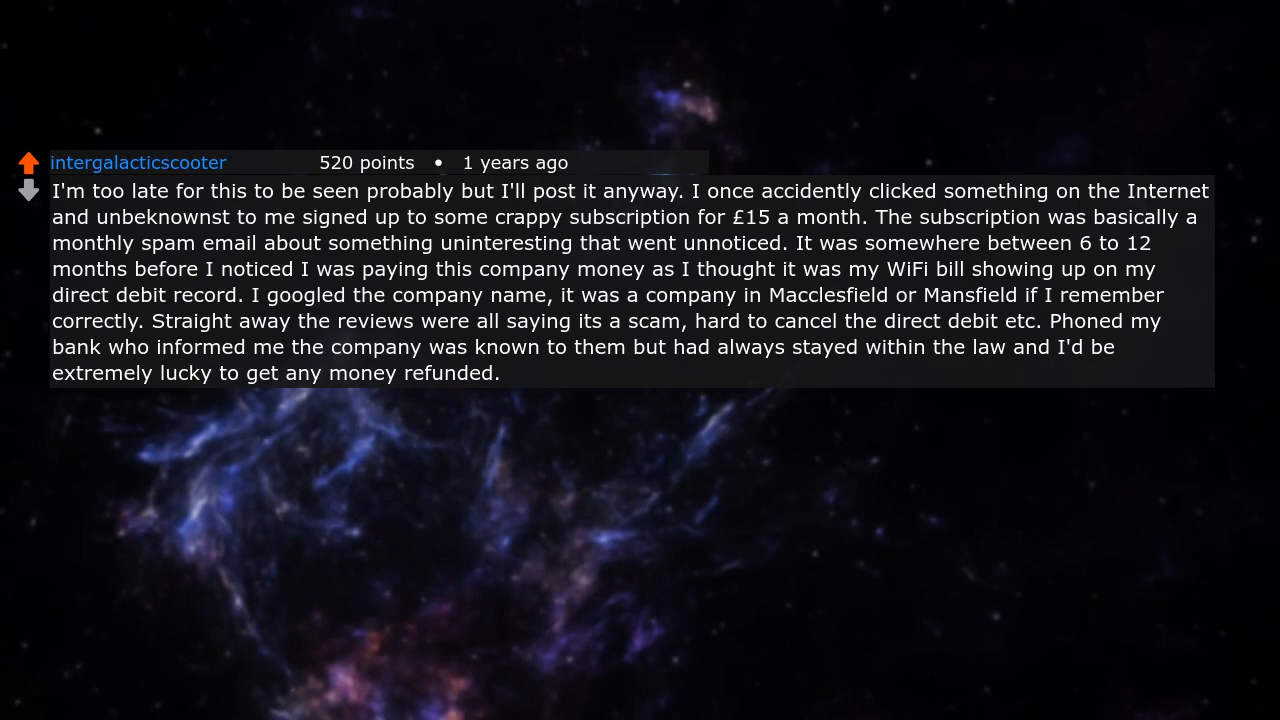 intergalacticscooter 520 points • 1 years ago
I'm too late for this to be seen probably but I'll post it anyway. I once accidently clicked something on the Internet
and unbeknownst to me signed up to some crappy subscription for £15 a month. The subscription was basically a
monthly spam email about something uninteresting that went unnoticed. It was somewhere between 6 to 12
months before I noticed I was paying this company money as I thought it was my WiFi bill showing up on my
direct debit record. I googled the company name, it was a company in Macclesfield or Mansfield if I remember
correctly. Straight away the reviews were all saying its a scam, hard to cancel the direct debit etc. Phoned my
bank who informed me the company was known to them but had always stayed within the law and I'd be
extremely lucky to get any money refunded.